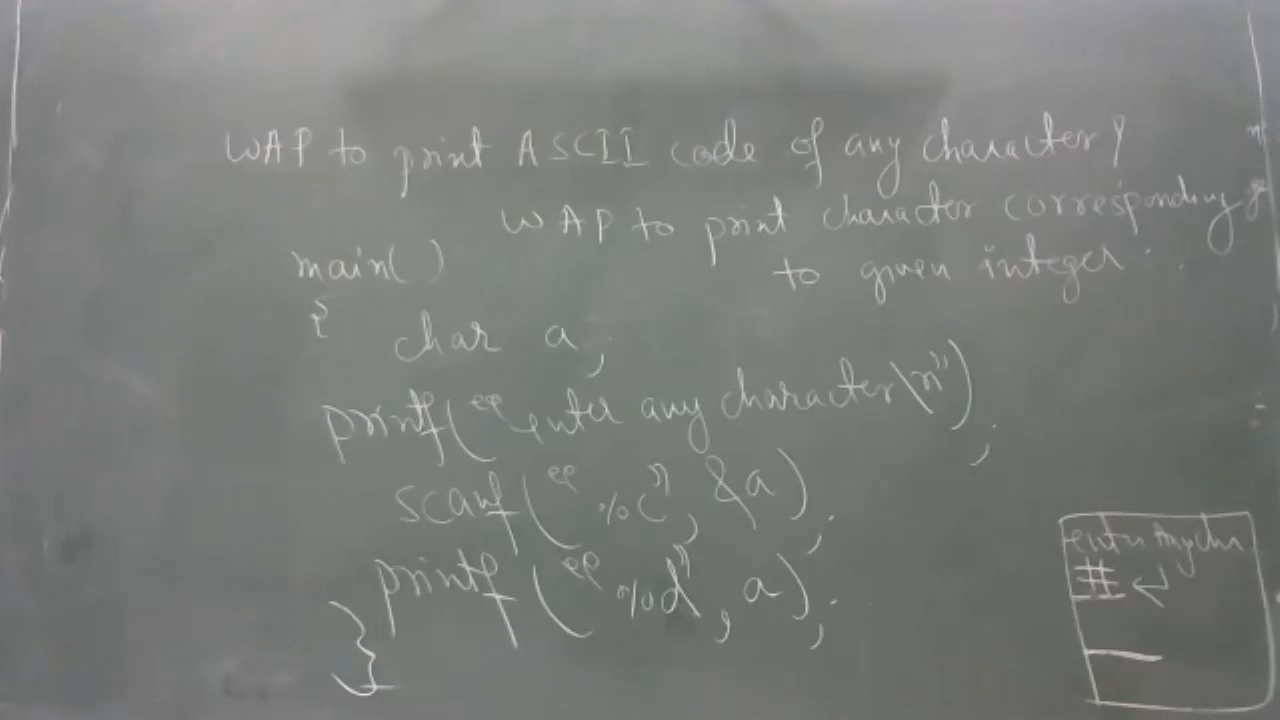 WAP to print ASCII code of any character?
WAP to print character corresponding
to given integer.
main()
{ char a;
printf("enter any character\n");
scanf("%c", &a);
printf("%d", a);
}
enter Any char
# ↵